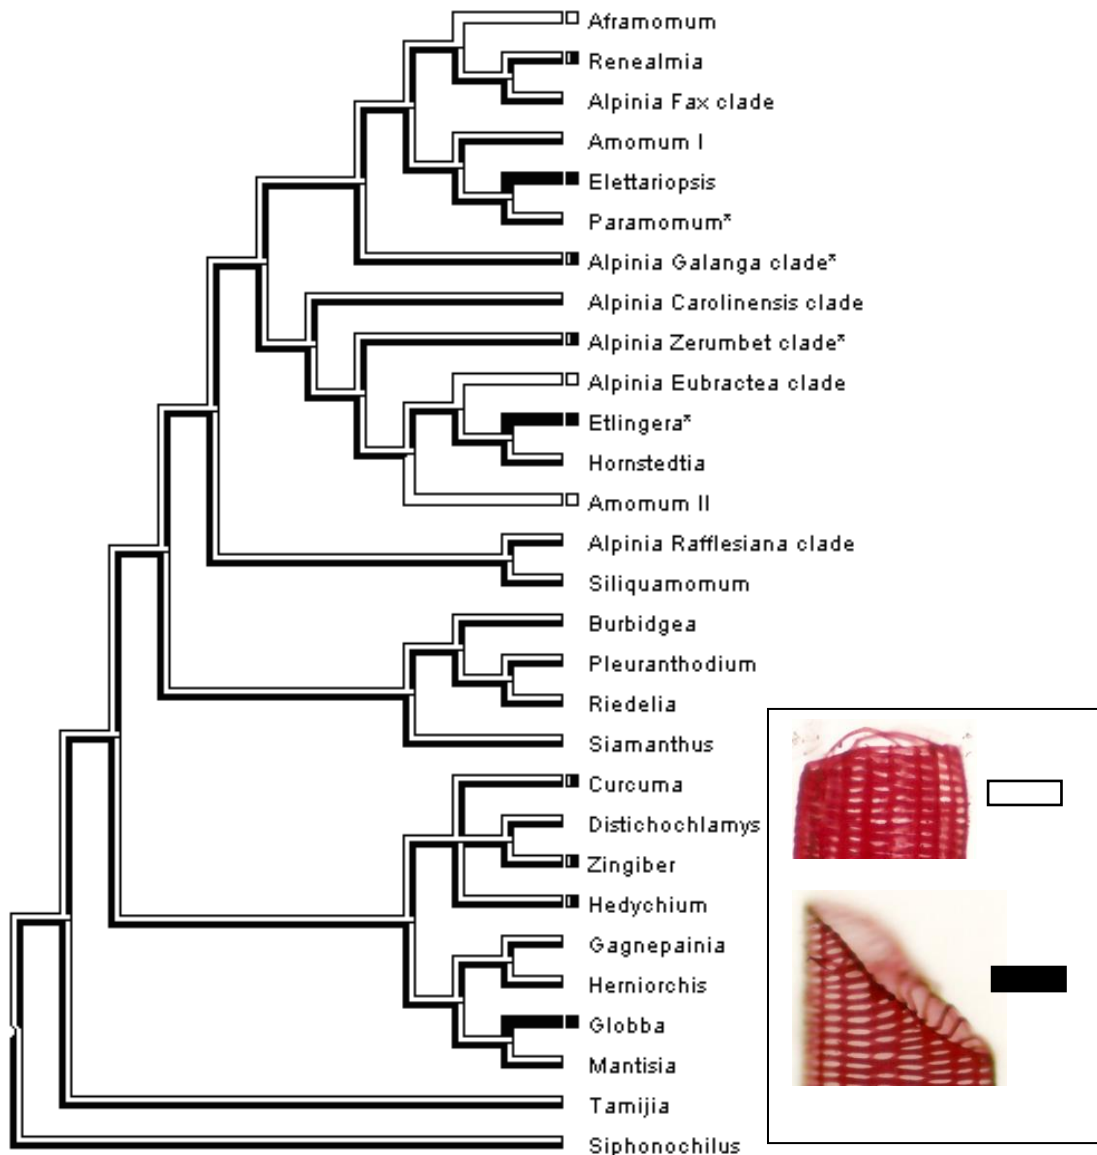 Aframomum
Renealmia
Alpinia Fax clade
Amomum I
Elettariopsis
Paramomum*
Alpinia Galanga clade*
Alpinia Carolinensis clade
Alpinia Zerumbet clade*
Alpinia Eubractea clade
Etlingera*
Hornstedtia
Amomum II
Alpinia Rafflesiana clade
Siliquamomum
Burbidgea
Pleuranthodium
Riedelia
Siamanthus
Curcuma
Distichochlamys
Zingiber
Hedychium
Gagnepainia
Herniorchis
Globba
Mantisia
Tamijia
Siphonochilus